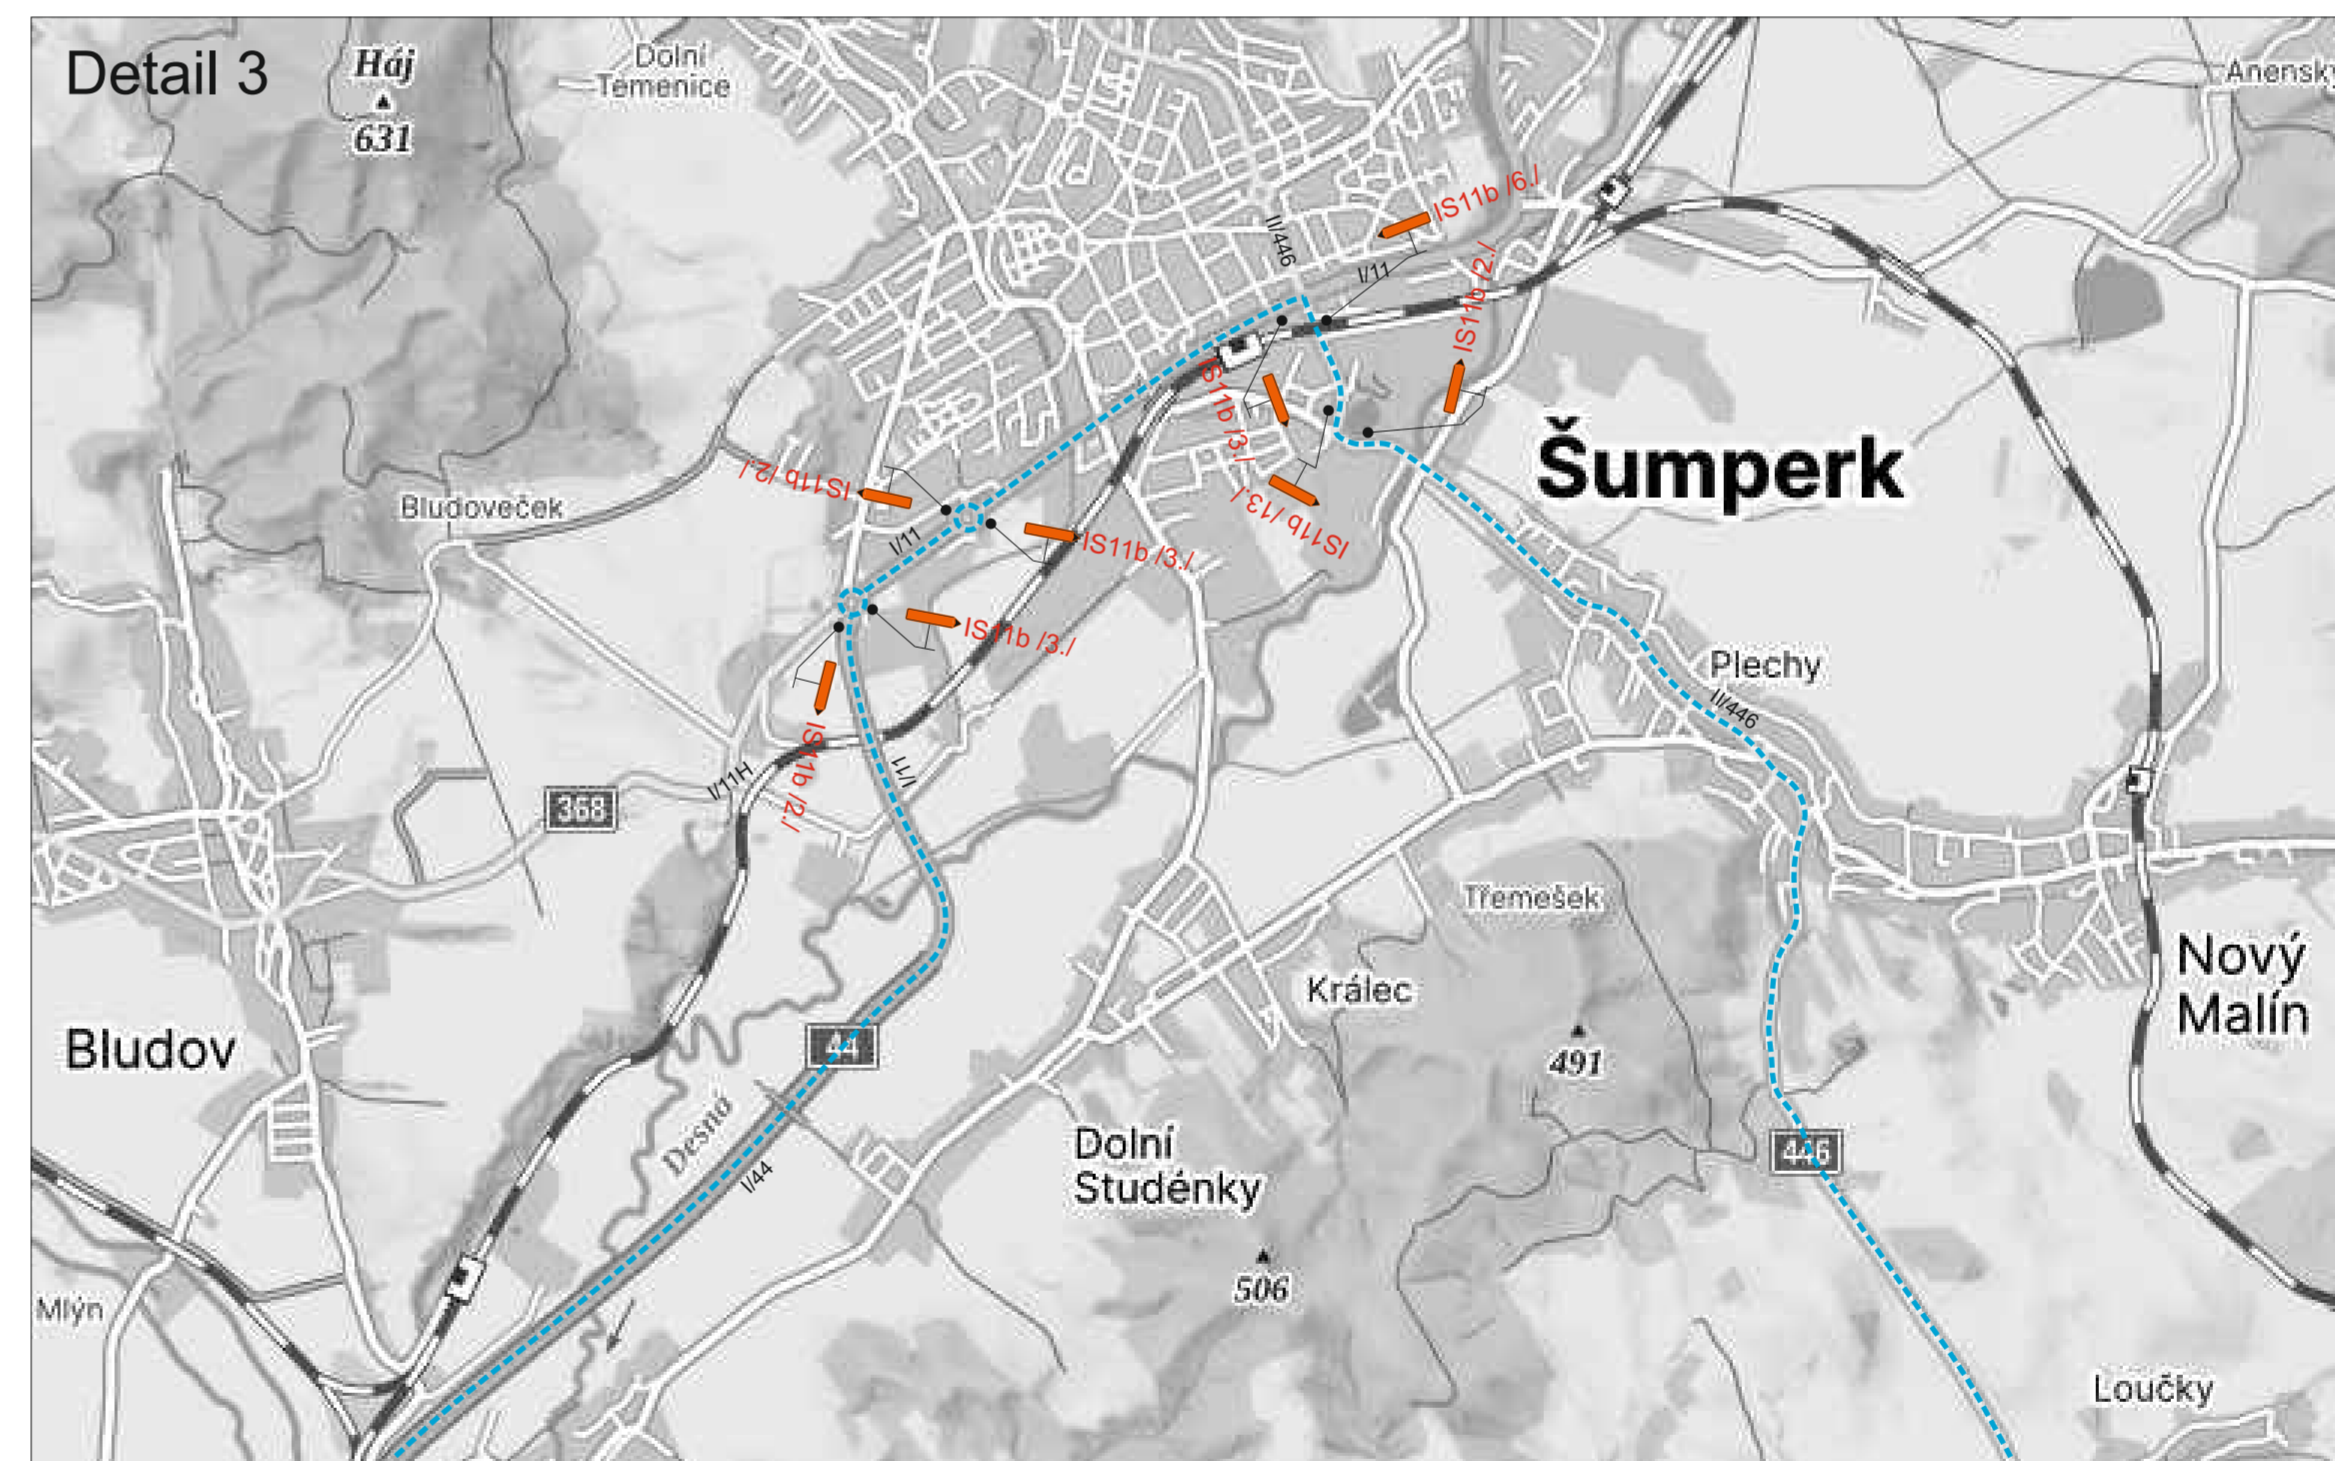 Detail 3
Háj
631
Dolní
Temenice
Anensk
IS11b /6./
II/446
I/11
IS11b /2./
Šumperk
IS11b /3./
IS11b /2./
IS11b /13./
Bludoveček
I/11
IS11b /3./
IS11b /3./
Plechy
II/446
IS11b /2./
I/11
I/11H
368
Třemešek
Králec
Nový
Malín
Bludov
44
491
Desná
Dolní
Studénky
446
I/44
506
Mlýn
Loučky